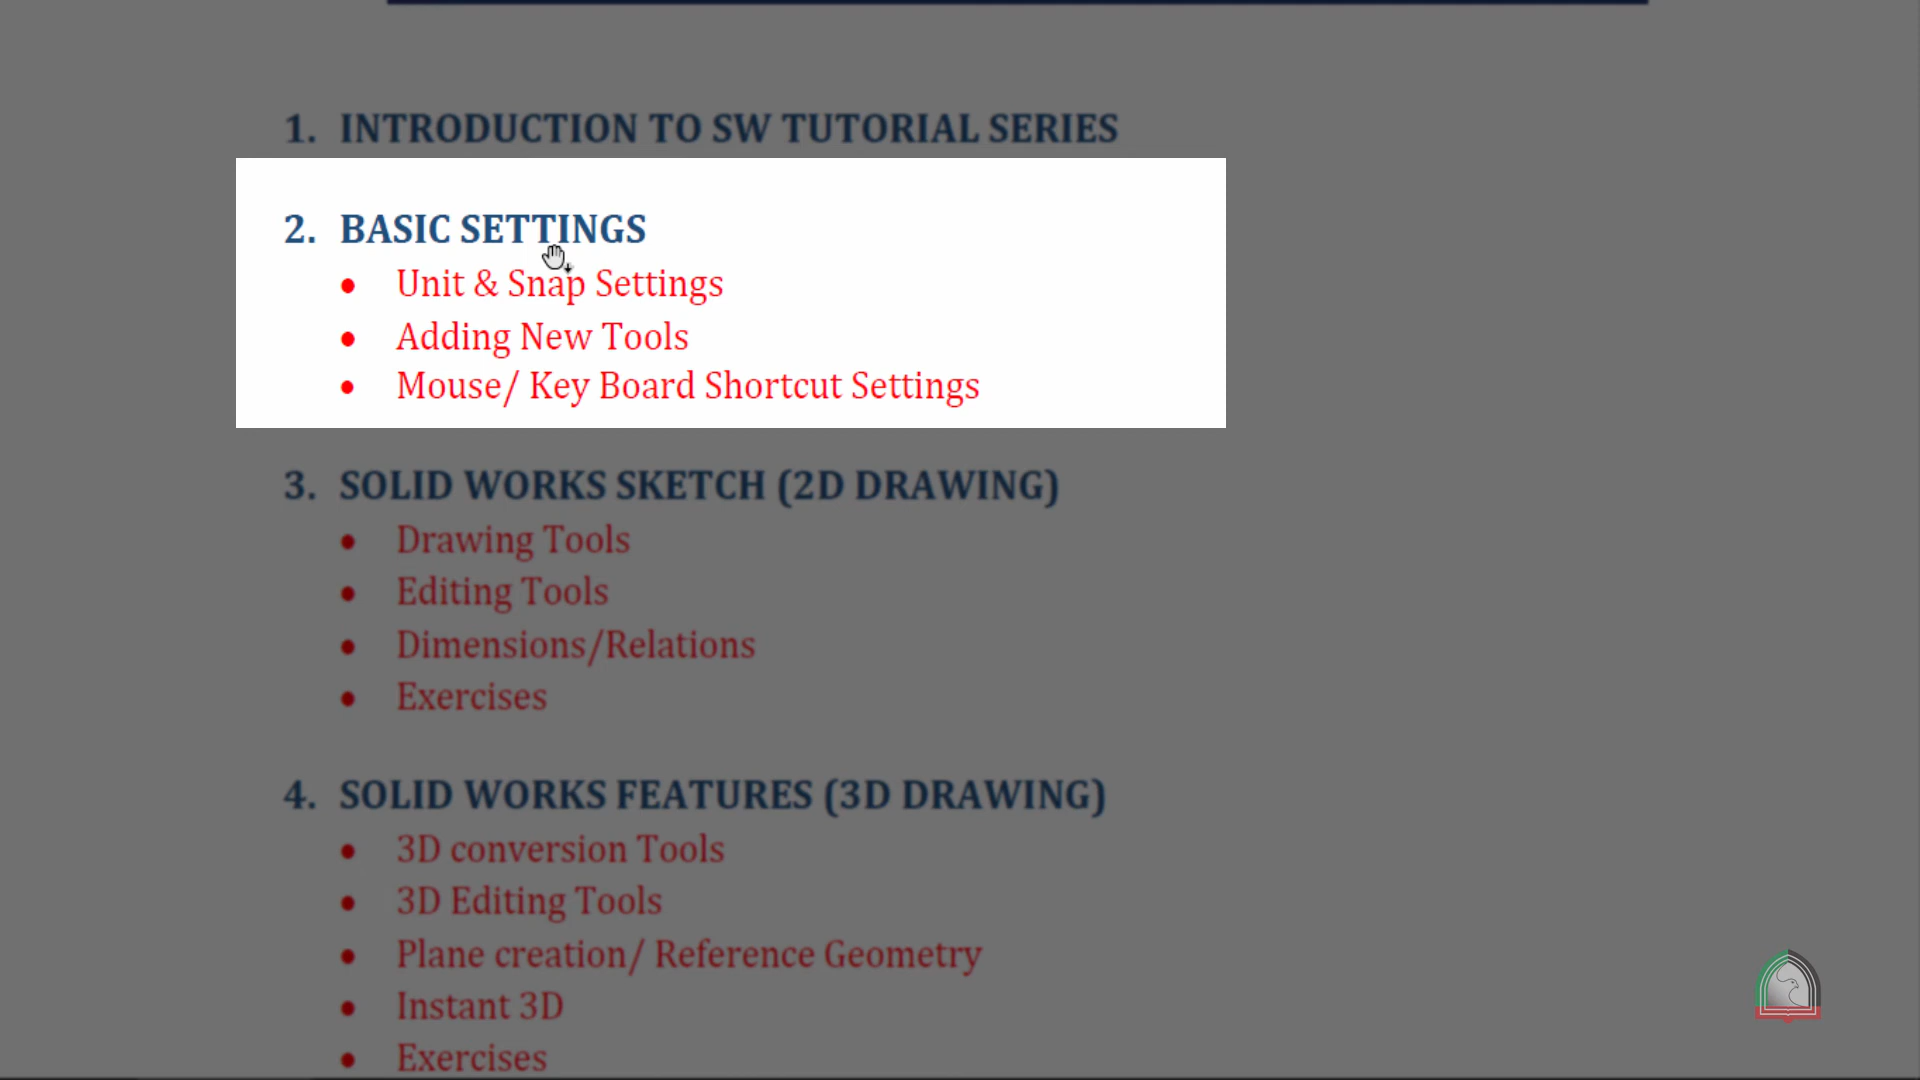 1. INTRODUCTION TO SW TUTORIAL SERIES
2. BASIC SETTINGS
• Unit & Snap Settings
• Adding New Tools
• Mouse/ Key Board Shortcut Settings
3. SOLID WORKS SKETCH (2D DRAWING)
• Drawing Tools
• Editing Tools
• Dimensions/Relations
• Exercises
4. SOLID WORKS FEATURES (3D DRAWING)
• 3D conversion Tools
• 3D Editing Tools
• Plane creation/ Reference Geometry
• Instant 3D
• Exercises